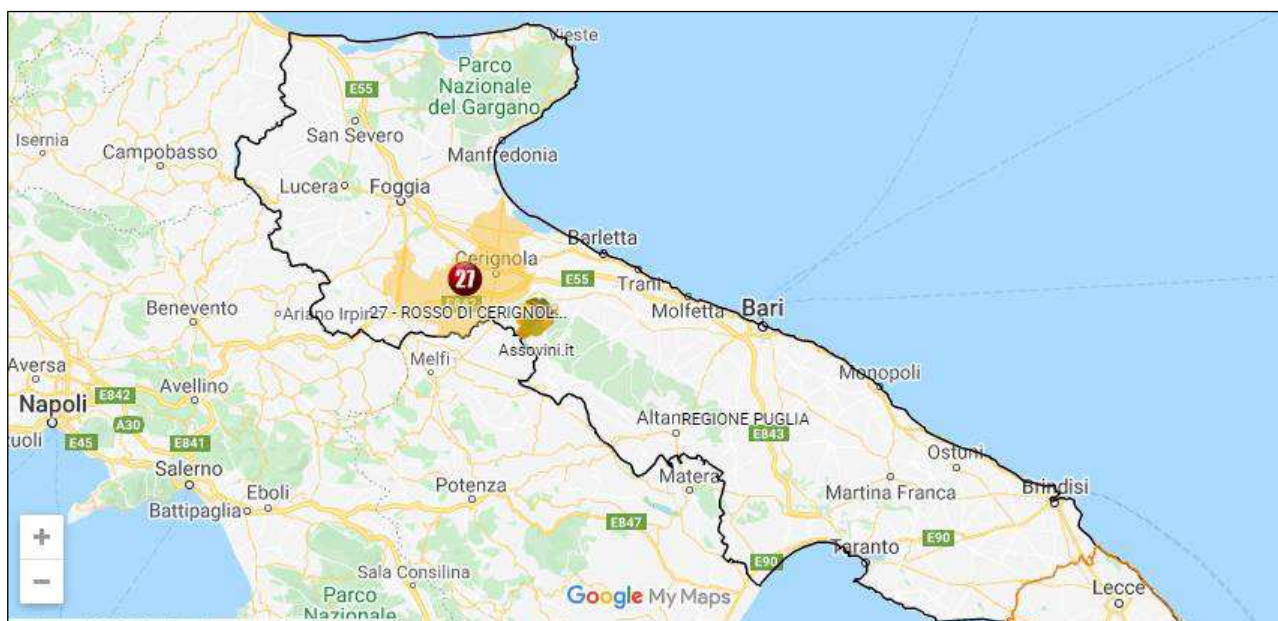 Vieste
Parco
Nazionale
del Gargano
E55
San Severo
Isernia
Campobasso
Manfredonia
Lucera
Foggia
Barletta
Cerignola
27
E55
Trani
Molfetta
Bari
Benevento
Ariano Irpin
27 - ROSSO DI CERIGNOL...
Assovini.it
Melfi
Aversa
Avellino
Monopoli
E842
Napoli
A30
Altam
REGIONE PUGLIA
E843
E45
E841
Salerno
Ostuni
Matera
Martina Franca
Brindisi
Potenza
Eboli
Battipaglia
E847
+
E90
Taranto
E90
−
Sala Consilina
Lecce
Parco
Nazionale
Google My Maps